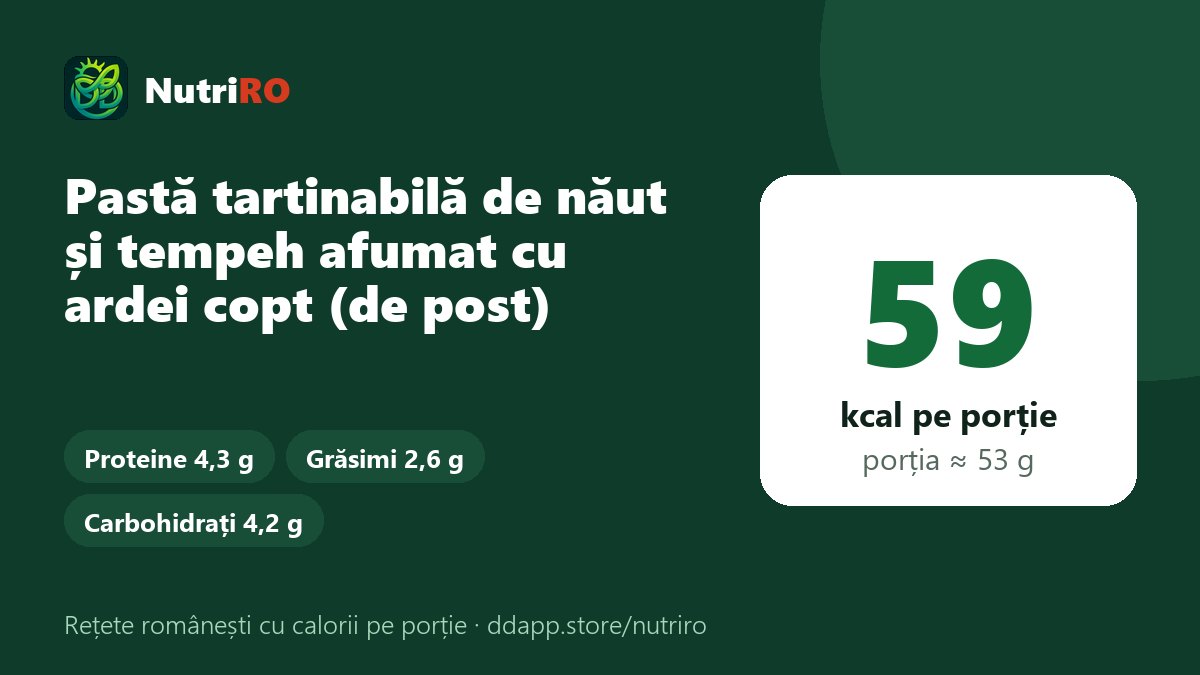 NutriRO
Pastă tartinabilă de năut
și tempeh afumat cu
ardei copt (de post)
59
kcal pe porție
porția ≈ 53 g
Proteine 4,3 g
Grăsimi 2,6 g
Carbohidrați 4,2 g
Rețete românești cu calorii pe porție · ddapp.store/nutriro